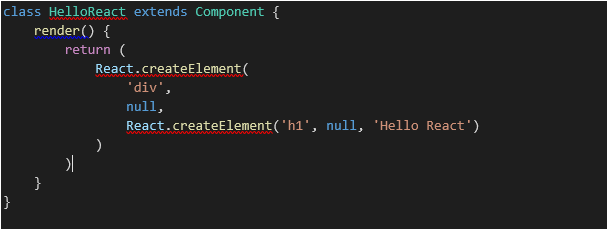 class HelloReact extends Component {
    render() {
        return (
            React.createElement(
                'div',
                null,
                React.createElement('h1', null, 'Hello React')
            )
        )
    }
}